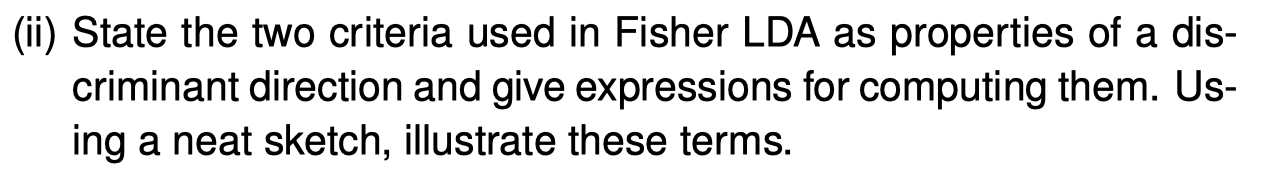 (ii) State the two criteria used in Fisher LDA as properties of a dis-
criminant direction and give expressions for computing them. Us-
ing a neat sketch, illustrate these terms.